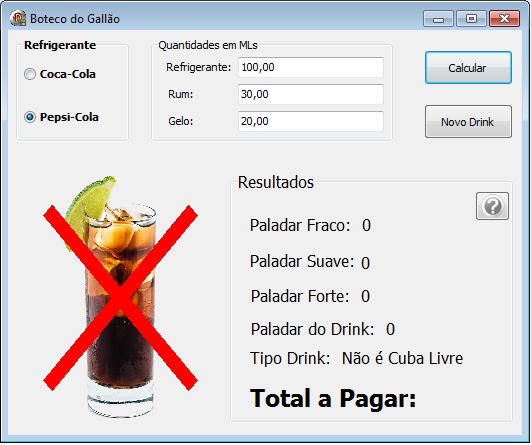 Boteco do Gallão
Refrigerante
Coca-Cola
Pepsi-Cola
Quantidades em MLs
Refrigerante: 100,00
Rum: 30,00
Gelo: 20,00
Calcular
Novo Drink
Resultados
?
Paladar Fraco: 0
Paladar Suave: 0
Paladar Forte: 0
Paladar do Drink: 0
Tipo Drink: Não é Cuba Livre
Total a Pagar: